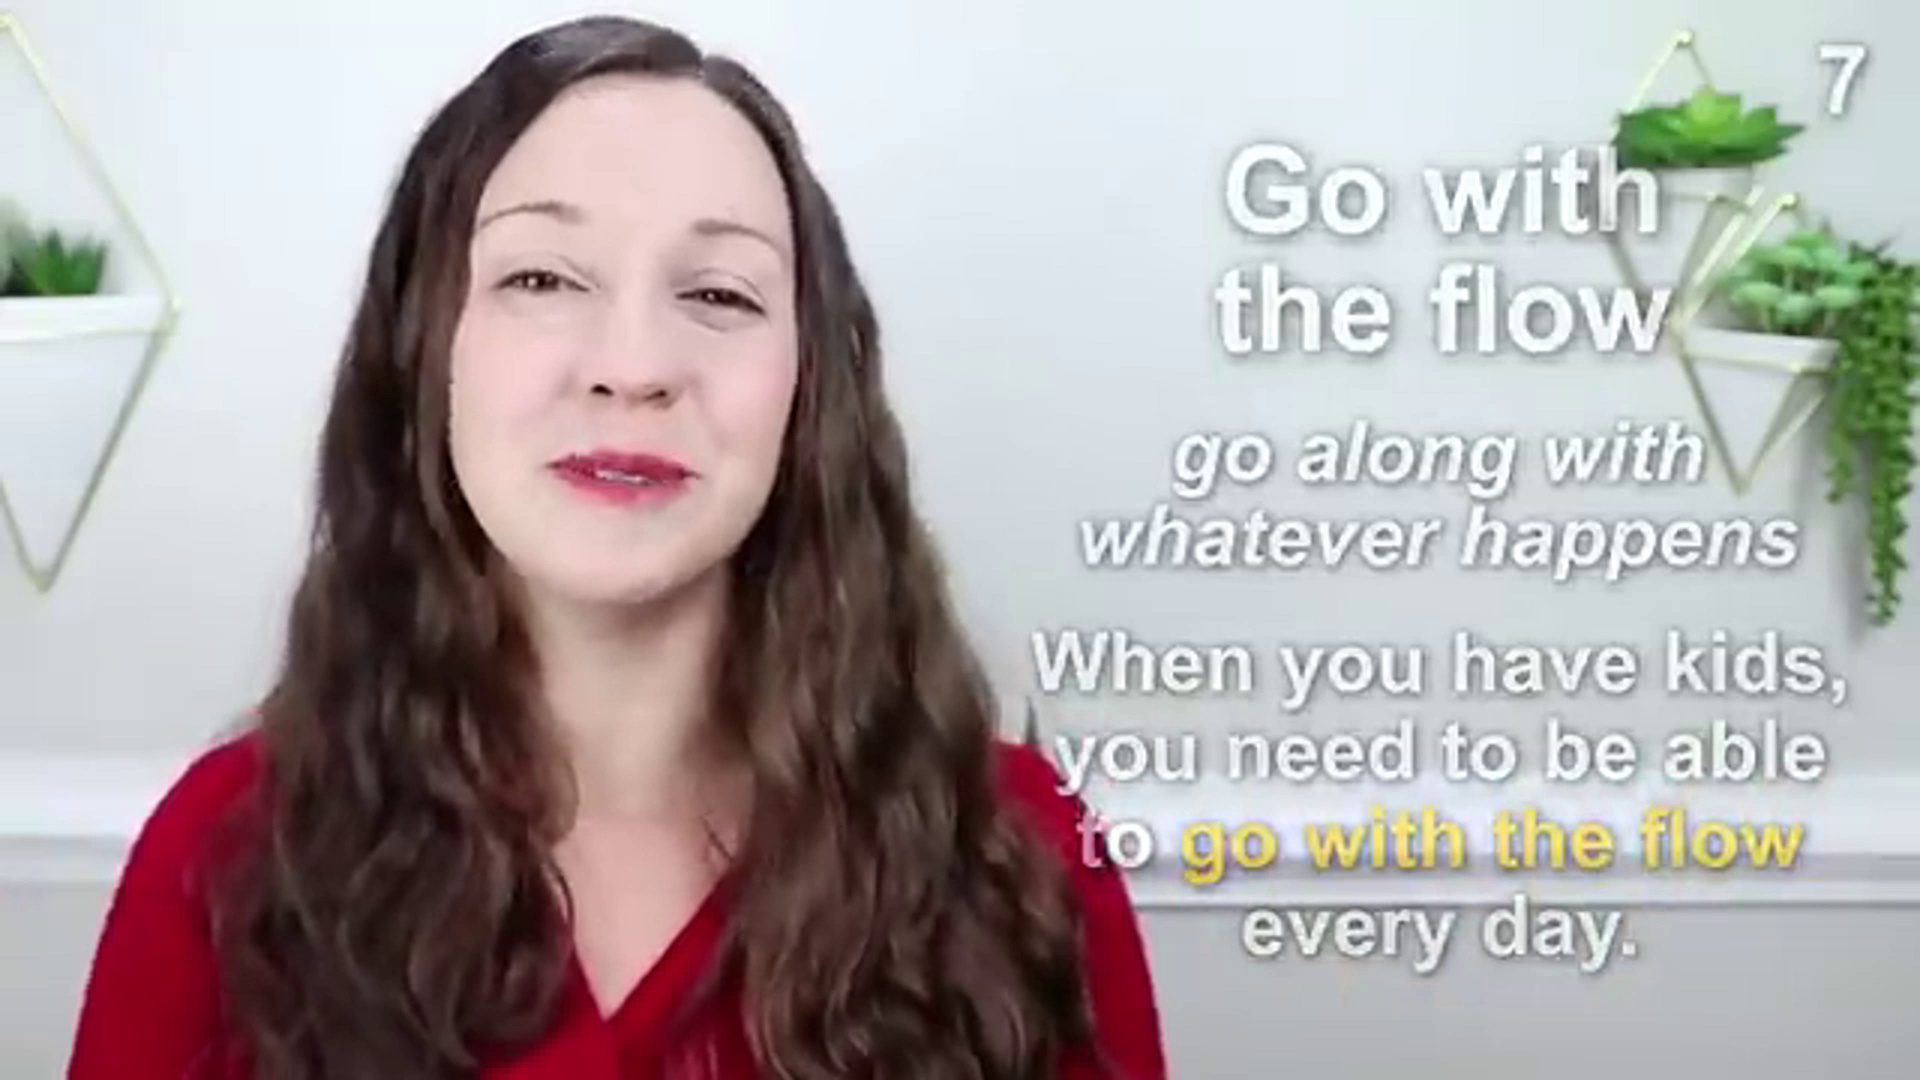 7
Go with
the flow
go along with
whatever happens
When you have kids,
you need to be able
to go with the flow
every day.